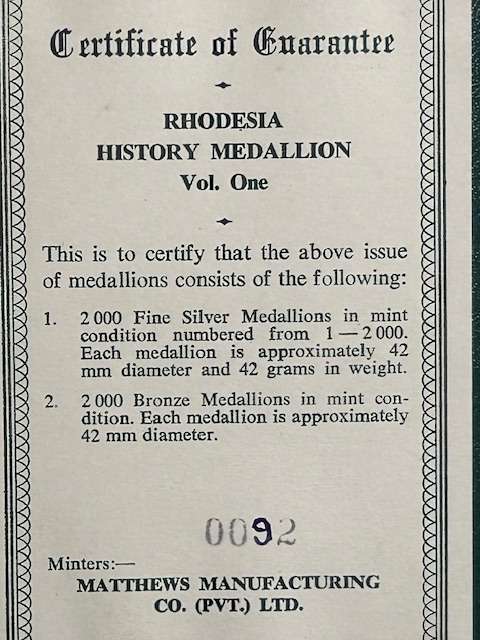 Certificate of Guarantee
RHODESIA
HISTORY MEDALLION
Vol. One
This is to certify that the above issue
of medallions consists of the following:
1. 2 000 Fine Silver Medallions in mint
condition numbered from 1 — 2 000.
Each medallion is approximately 42
mm diameter and 42 grams in weight.
2. 2 000 Bronze Medallions in mint con-
dition. Each medallion is approximately
42 mm diameter.
0092
Minters:—
MATTHEWS MANUFACTURING
CO. (PVT.) LTD.